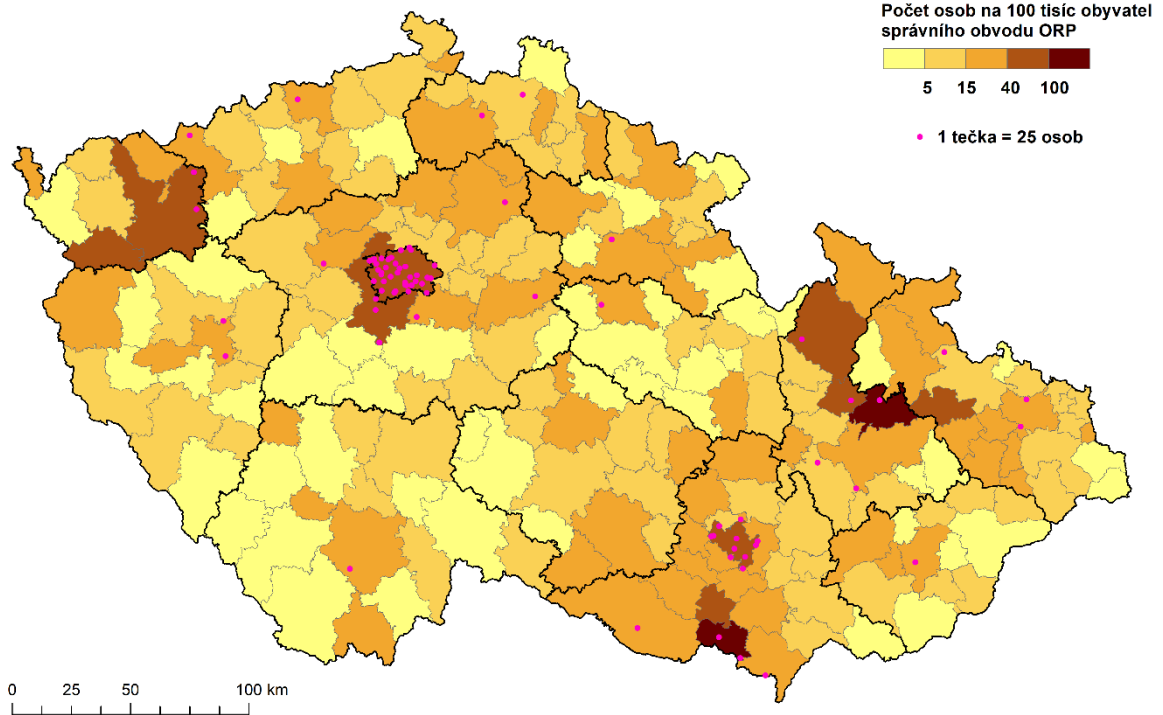 Počet osob na 100 tisíc obyvatel
správního obvodu ORP
5 15 40 100
1 tečka = 25 osob
0 25 50 100 km